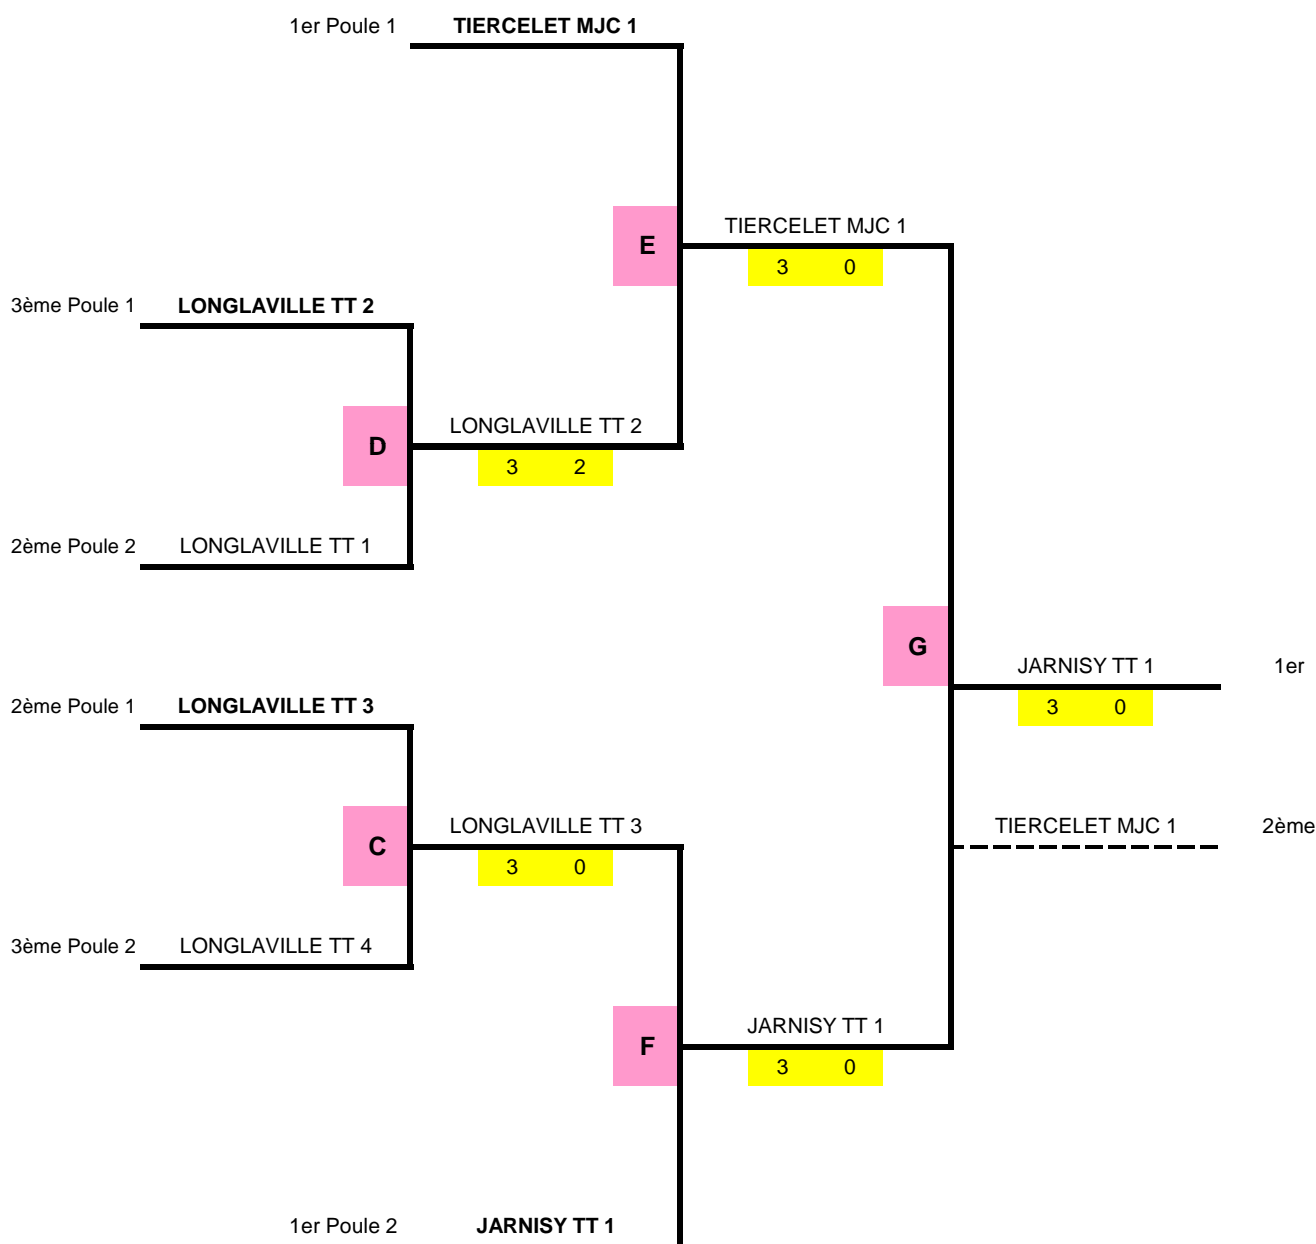 1er Poule 1 TIERCELET MJC 1
TIERCELET MJC 1
E
3 0
3ème Poule 1 LONGLAVILLE TT 2
LONGLAVILLE TT 2
D
3 2
2ème Poule 2 LONGLAVILLE TT 1
G
JARNISY TT 1 1er
3 0
2ème Poule 1 LONGLAVILLE TT 3
LONGLAVILLE TT 3
TIERCELET MJC 1 2ème
C
3 0
3ème Poule 2 LONGLAVILLE TT 4
JARNISY TT 1
F
3 0
1er Poule 2 JARNISY TT 1